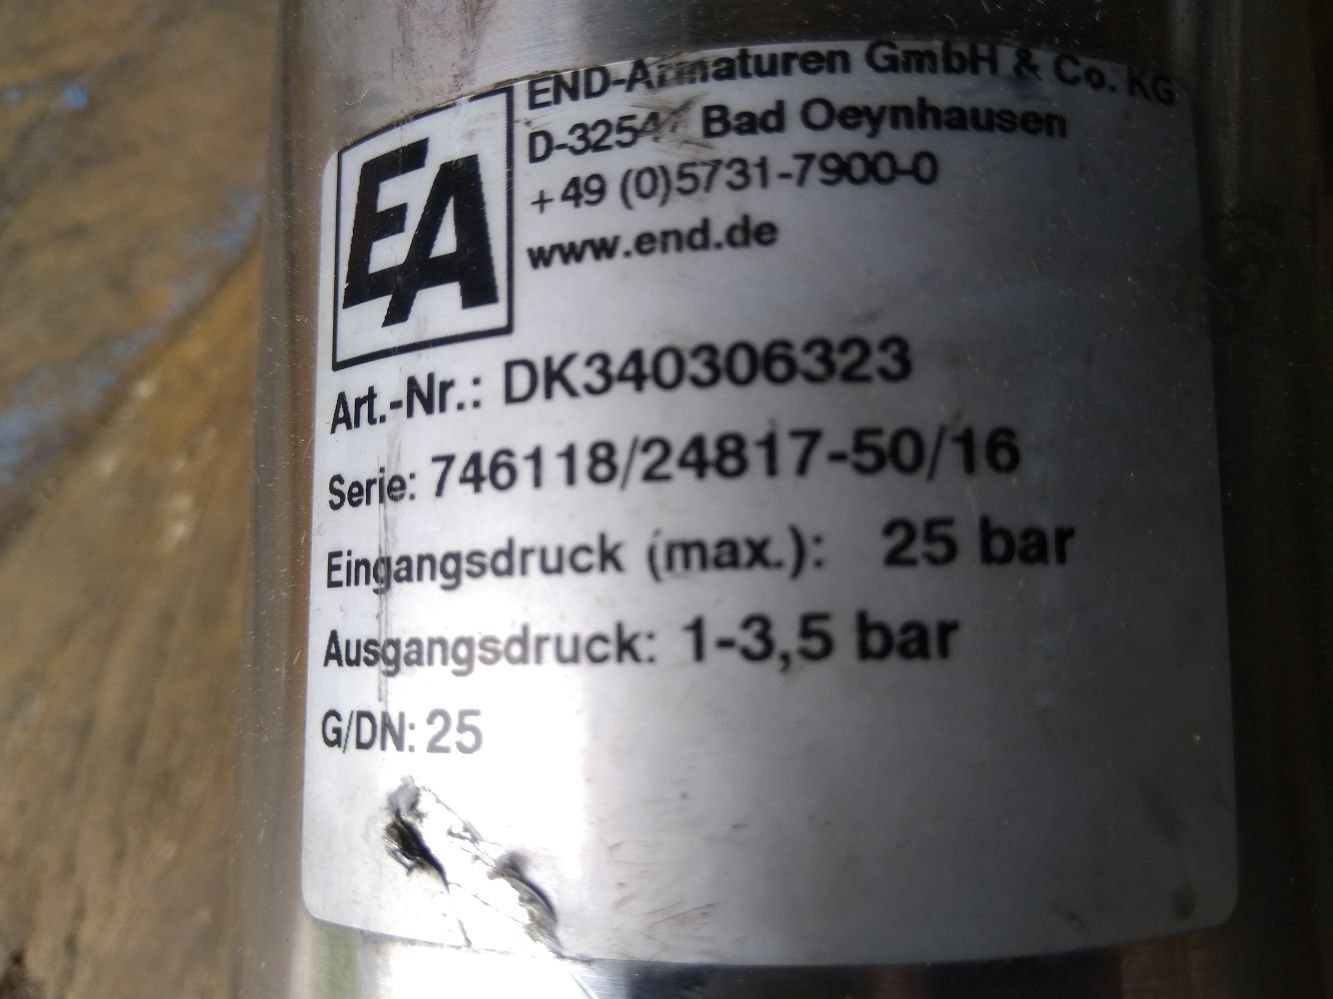 EA
END-Armaturen GmbH & Co. KG
D-32547 Bad Oeynhausen
+49 (0)5731-7900-0
www.end.de
Art.-Nr.: DK340306323
Serie: 746118/24817-50/16
Eingangsdruck (max.): 25 bar
Ausgangsdruck: 1-3,5 bar
G/DN: 25